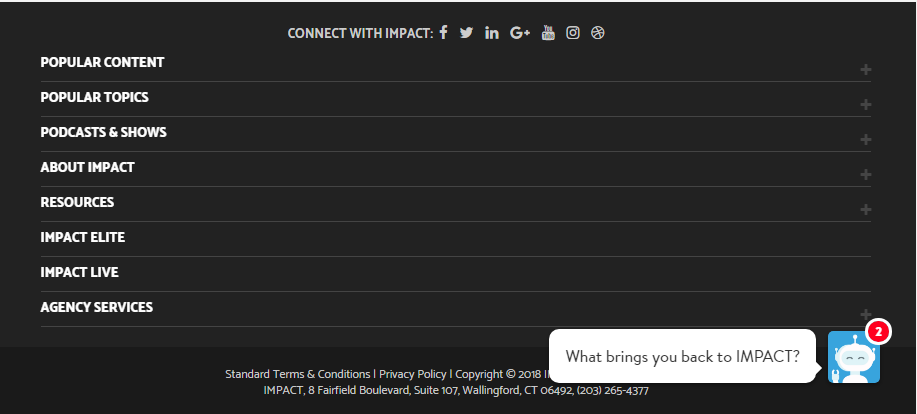 CONNECT WITH IMPACT:
POPULAR CONTENT
POPULAR TOPICS
PODCASTS & SHOWS
ABOUT IMPACT
RESOURCES
IMPACT ELITE
IMPACT LIVE
AGENCY SERVICES
2
What brings you back to IMPACT?
Standard Terms & Conditions | Privacy Policy | Copyright © 2018
IMPACT, 8 Fairfield Boulevard, Suite 107, Wallingford, CT 06492, (203) 265-4377